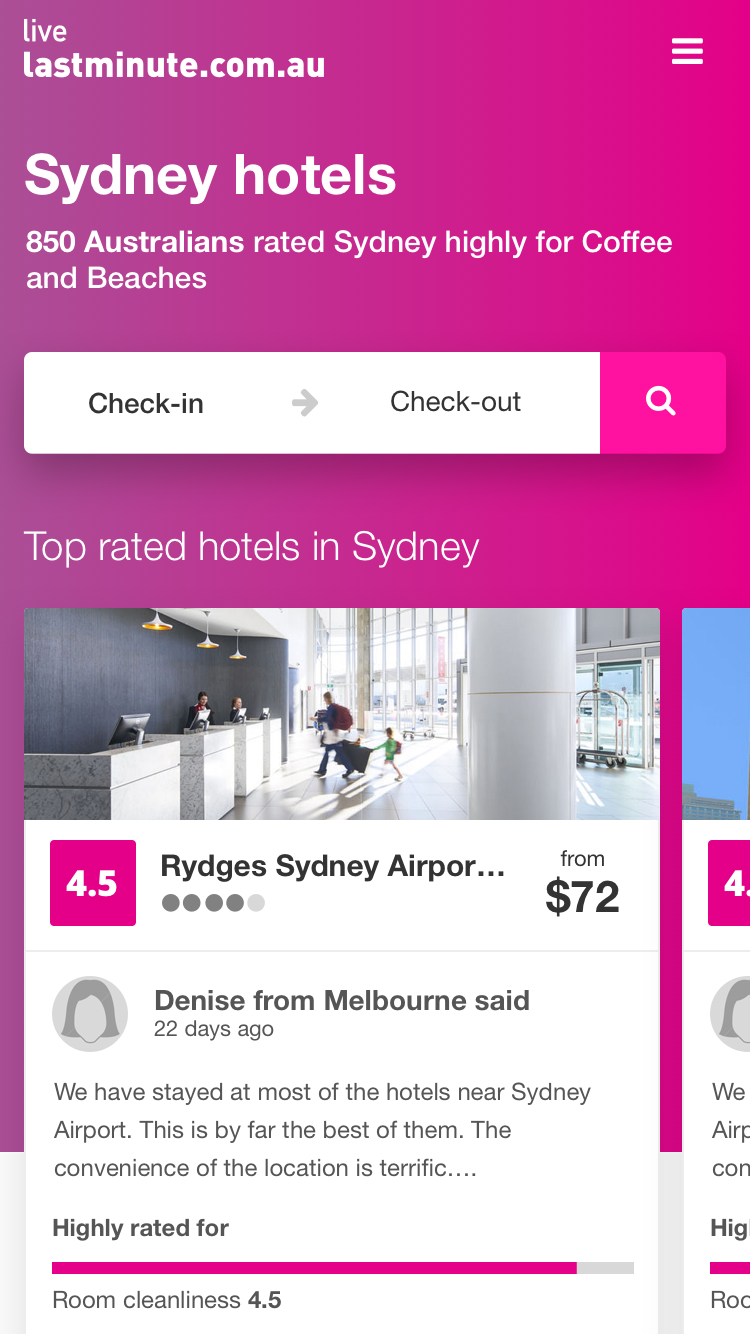 live
lastminute.com.au
Sydney hotels
850 Australians rated Sydney highly for Coffee
and Beaches
Check-in
Check-out
Top rated hotels in Sydney
4.5
Rydges Sydney Airpor...
from
$72
4.
Denise from Melbourne said
22 days ago
We have stayed at most of the hotels near Sydney
Airport. This is by far the best of them. The
convenience of the location is terrific....
We
Airp
con
Highly rated for
Hig
Room cleanliness 4.5
Roo